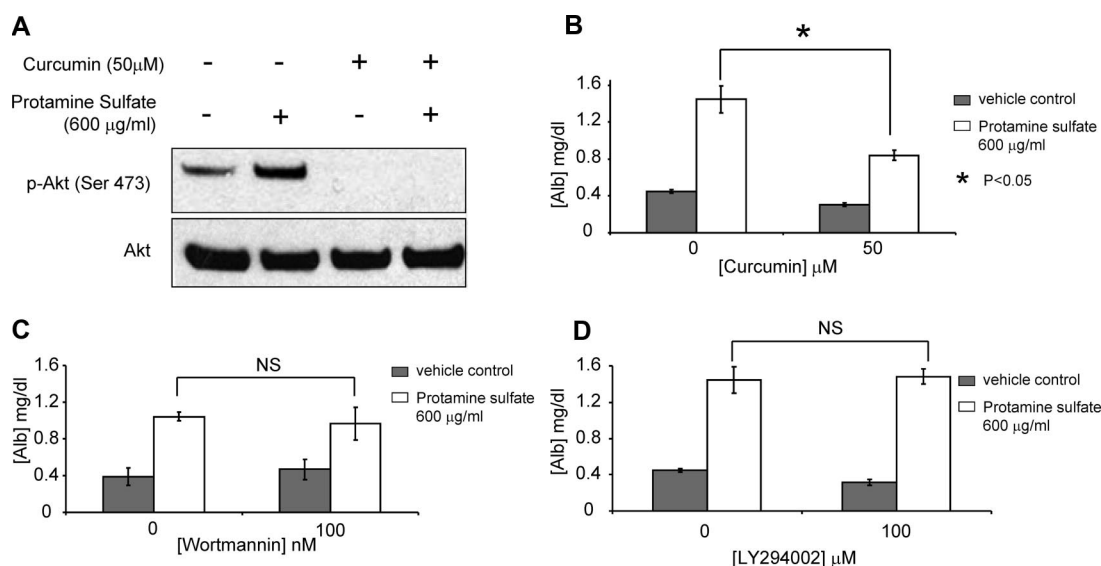 A
Curcumin (50μM) - - + +
Protamine Sulfate
(600 μg/ml) - + - +
p-Akt (Ser 473)
Akt
B
*
[Alb] mg/dl
1.6
1.2
0.8
0.4
0
0 50
[Curcumin] μM
vehicle control
Protamine sulfate
600 μg/ml
* P<0.05
C
NS
[Alb] mg/dl
1.6
1.2
0.8
0.4
0
0 100
[Wortmannin] nM
vehicle control
Protamine sulfate
600 μg/ml
D
NS
[Alb] mg/dl
1.6
1.2
0.8
0.4
0
0 100
[LY294002] μM
vehicle control
Protamine sulfate
600 μg/ml